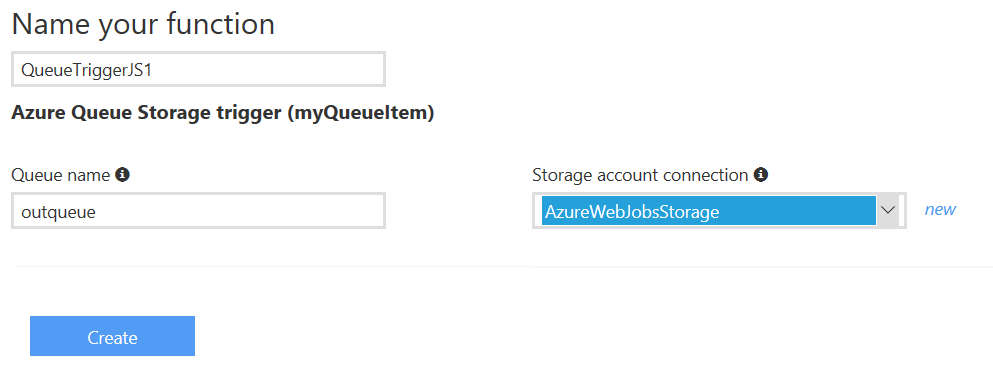 Name your function
QueueTriggerJS1
Azure Queue Storage trigger (myQueueItem)
Queue name
Storage account connection
outqueue
AzureWebJobsStorage
new
Create